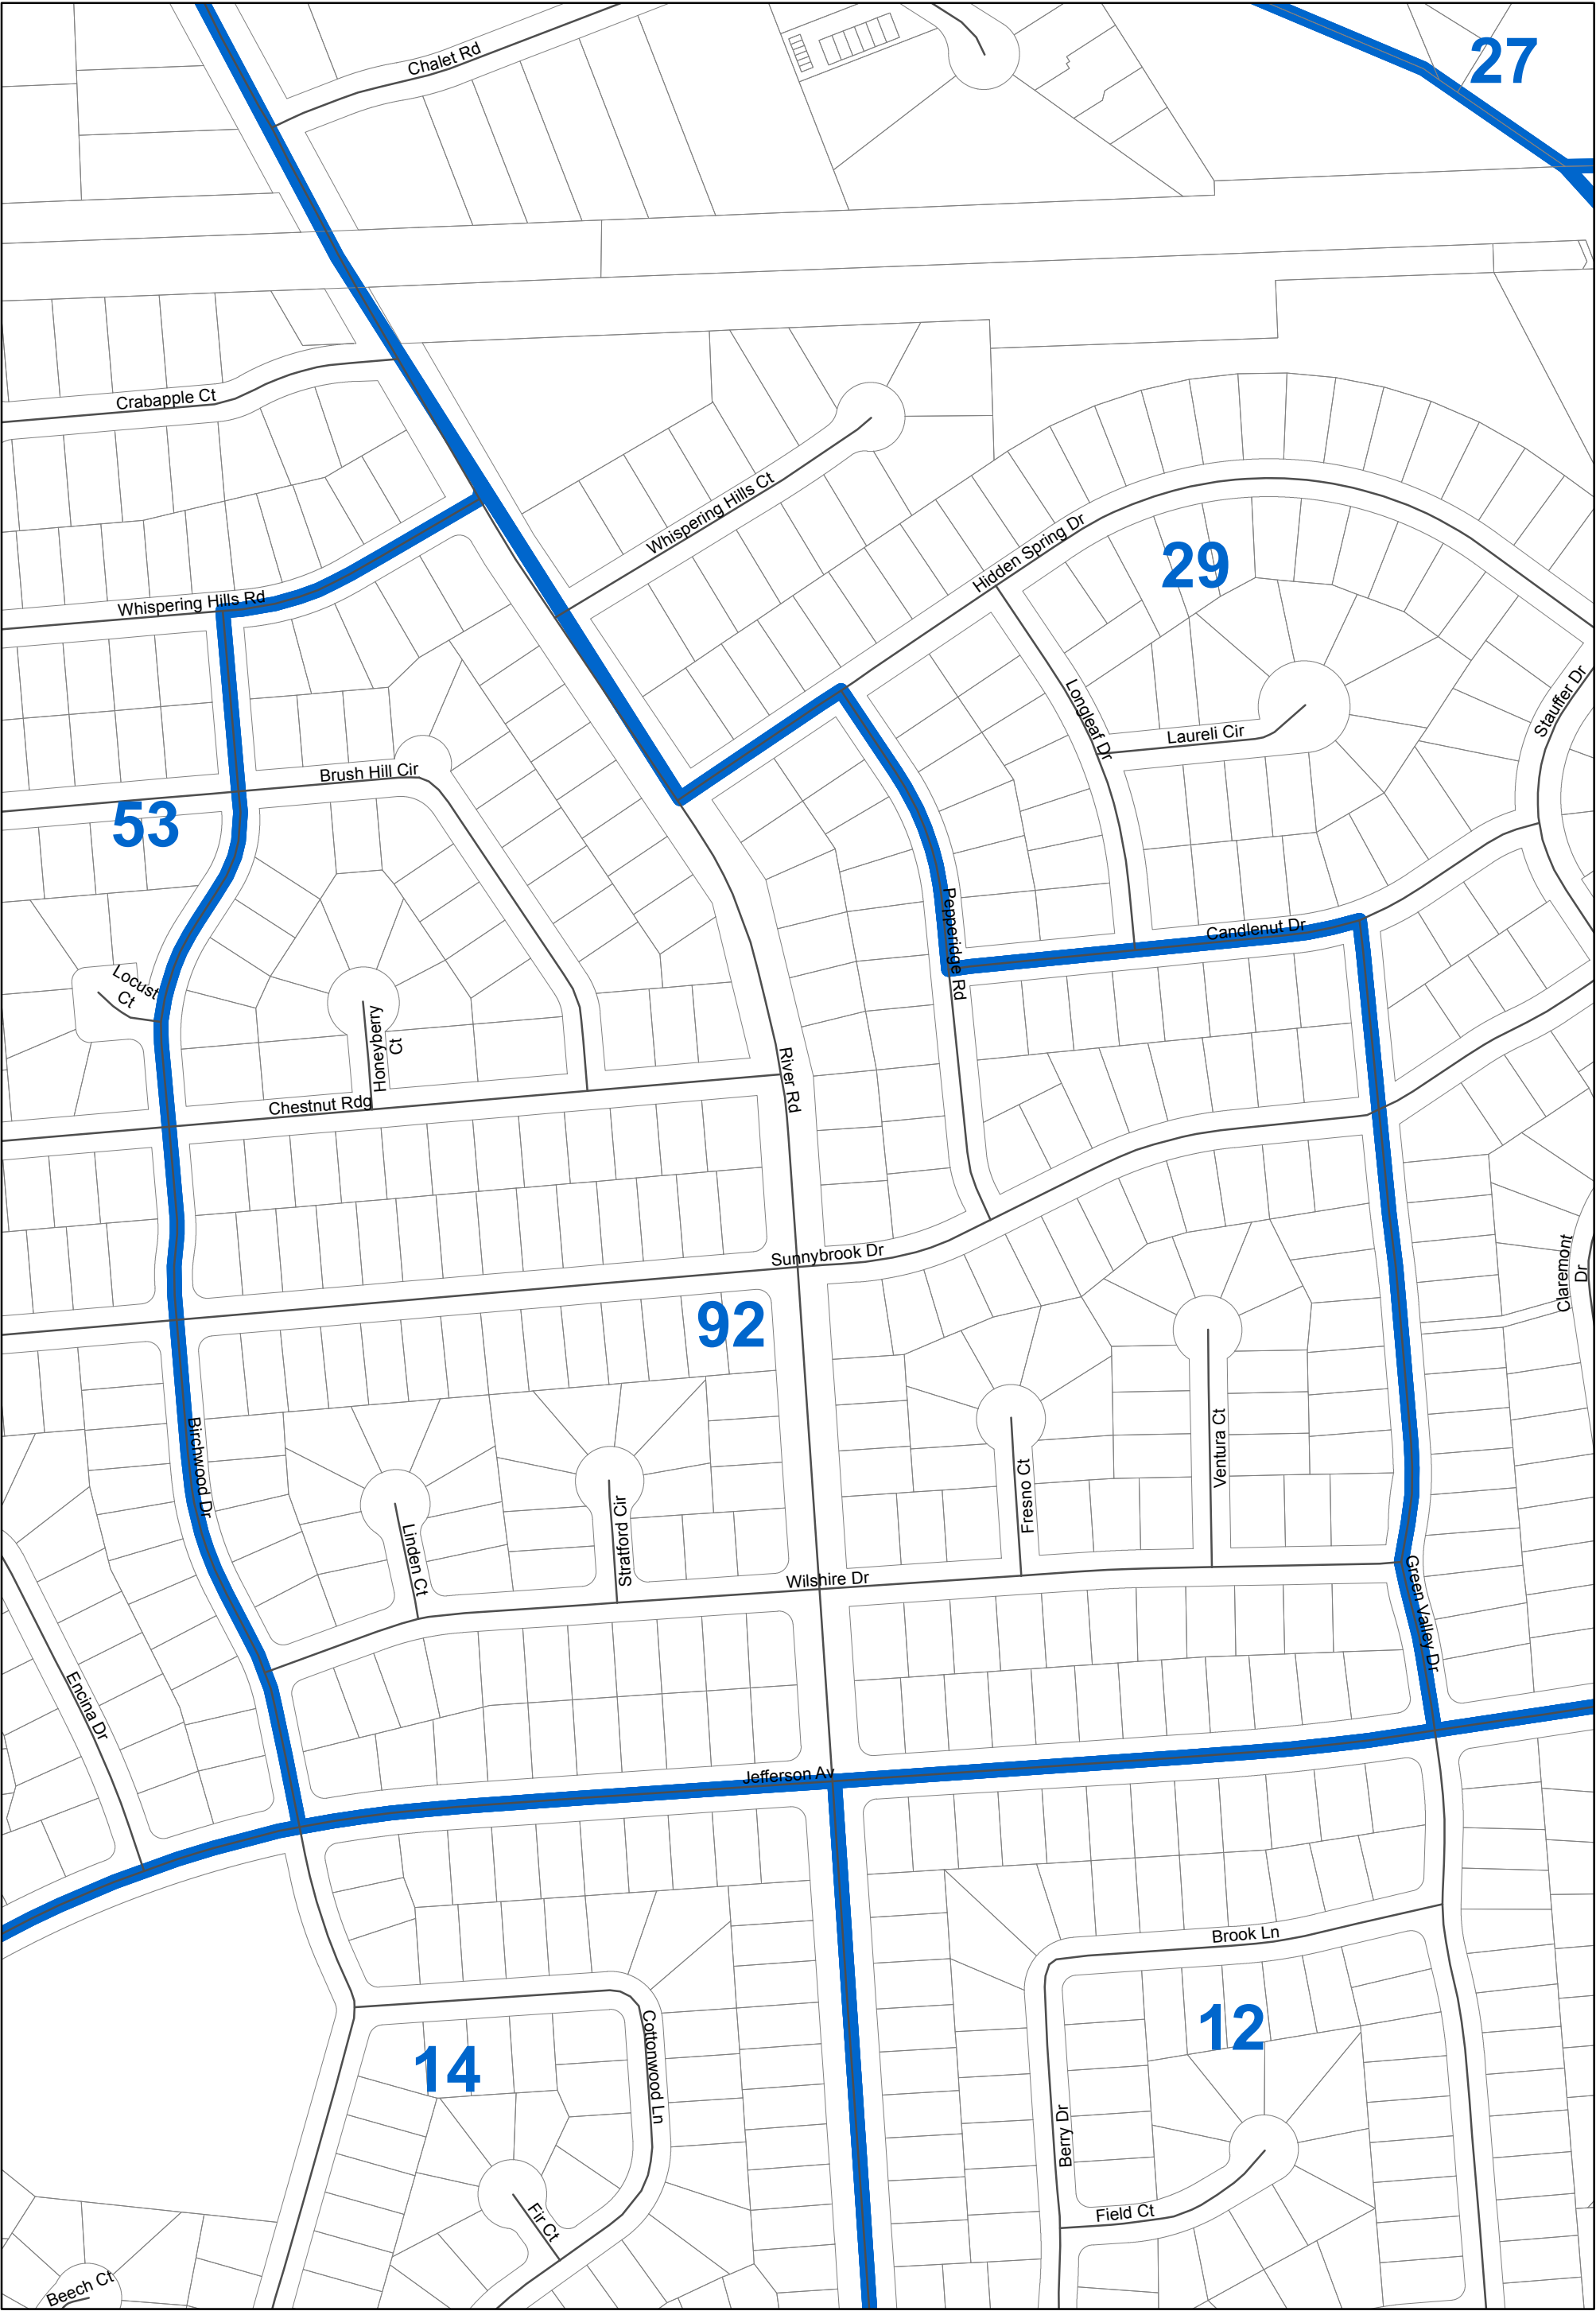 27
Chalet Rd
Crabapple Ct
Whispering Hills Ct
Hidden Spring Dr
29
Whispering Hills Rd
Longleaf Dr
Laureli Cir
Stauffer Dr
Brush Hill Cir
53
Pepperidge Rd
Candlenut Dr
Locust
Ct
Honeyberry
Ct
River Rd
Chestnut Rdg
Sunnybrook Dr
Claremont
Dr
92
Birchwood Dr
Linden Ct
Stratford Cir
Fresno Ct
Ventura Ct
Wilshire Dr
Green Valley Dr
Encina Dr
Jefferson Av
Brook Ln
12
14
Cottonwood Ln
Berry Dr
Field Ct
Fir Ct
Beech Ct